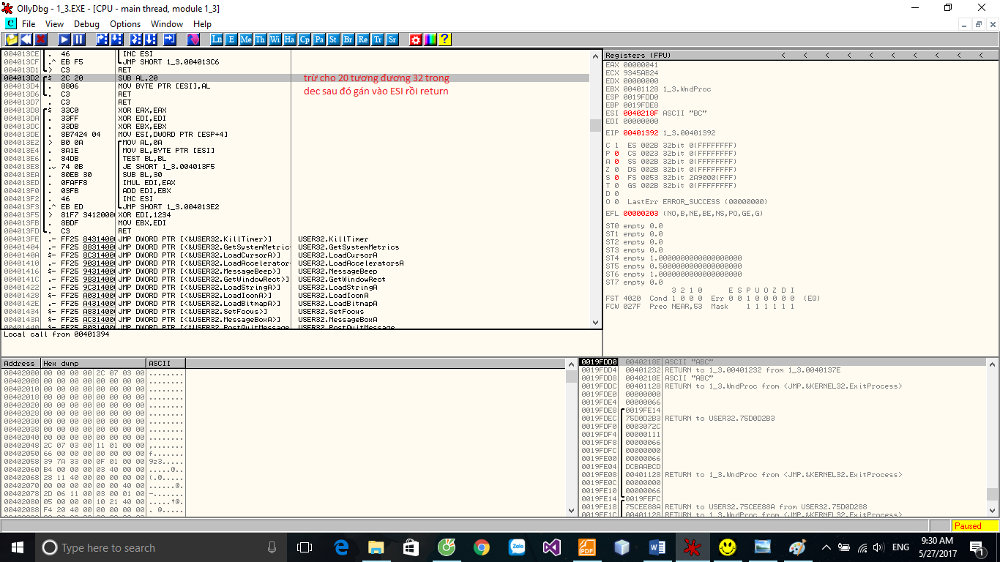 OllyDbg - 1_3.EXE - [CPU - main thread, module 1_3]
C File View Debug Options Window Help
Ln E Me Th Wi Ha Cp Pa St Br Re Tr Sr ?
004013CE . 46 INC ESI
004013CF .^ EB F5 JMP SHORT 1_3.004013C6
004013D1 > C3 RET
004013D2 $ 2C 20 SUB AL,20
004013D4 . 8806 MOV BYTE PTR [ESI],AL
004013D6 . C3 RET
004013D7 . C3 RET
004013D8 $ 33C0 XOR EAX,EAX
004013DA . 33FF XOR EDI,EDI
004013DC . 33DB XOR EBX,EBX
004013DE . 8B7424 04 MOV ESI,DWORD PTR [ESP+4]
004013E2 > B0 0A MOV AL,0A
004013E4 . 8A1E MOV BL,BYTE PTR [ESI]
004013E6 . 84DB TEST BL,BL
004013E8 .v 74 0B JE SHORT 1_3.004013F5
004013EA . 80EB 30 SUB BL,30
004013ED . 0FAFF8 IMUL EDI,EAX
004013F0 . 03FB ADD EDI,EBX
004013F2 . 46 INC ESI
004013F3 .^ EB ED JMP SHORT 1_3.004013E2
004013F5 > 81F7 34120000 XOR EDI,1234
004013FB . 8BDF MOV EBX,EDI
004013FD . C3 RET
004013FE .- FF25 84314000 JMP DWORD PTR [<&USER32.KillTimer>] USER32.KillTimer
00401404 .- FF25 88314000 JMP DWORD PTR [<&USER32.GetSystemMetric USER32.GetSystemMetrics
0040140A $- FF25 8C314000 JMP DWORD PTR [<&USER32.LoadCursorA>] USER32.LoadCursorA
00401410 .- FF25 90314000 JMP DWORD PTR [<&USER32.LoadAccelerator USER32.LoadAcceleratorsA
00401416 $- FF25 94314000 JMP DWORD PTR [<&USER32.MessageBeep>] USER32.MessageBeep
0040141C .- FF25 98314000 JMP DWORD PTR [<&USER32.GetWindowRect>] USER32.GetWindowRect
00401422 .- FF25 9C314000 JMP DWORD PTR [<&USER32.LoadStringA>] USER32.LoadStringA
00401428 $- FF25 A0314000 JMP DWORD PTR [<&USER32.LoadIconA>] USER32.LoadIconA
0040142E .- FF25 A4314000 JMP DWORD PTR [<&USER32.LoadBitmapA>] USER32.LoadBitmapA
00401434 .- FF25 A8314000 JMP DWORD PTR [<&USER32.SetFocus>] USER32.SetFocus
0040143A $- FF25 AC314000 JMP DWORD PTR [<&USER32.MessageBoxA>] USER32.MessageBoxA
00401440 $- FF25 B0314000 JMP DWORD PTR [<&USER32.PostQuitMessage USER32.PostQuitMessage
trừ cho 20 tương đương 32 trong
dec sau đó gán vào ESI rồi return
Local call from 00401394
Registers (FPU) < < < < < < < < < <
EAX 00000041
ECX 9345AB24
EDX 00000000
EBX 00401128 1_3.WndProc
ESP 0019FDD0
EBP 0019FDE8
ESI 0040218F ASCII "BC"
EDI 00000000
EIP 00401392 1_3.00401392
C 1 ES 002B 32bit 0(FFFFFFFF)
P 0 CS 0023 32bit 0(FFFFFFFF)
A 0 SS 002B 32bit 0(FFFFFFFF)
Z 0 DS 002B 32bit 0(FFFFFFFF)
S 0 FS 0053 32bit 2A9000(FFF)
T 0 GS 002B 32bit 0(FFFFFFFF)
D 0
O 0 LastErr ERROR_SUCCESS (00000000)
EFL 00000203 (NO,B,NE,BE,NS,PO,GE,G)
ST0 empty 0.0
ST1 empty 0.0
ST2 empty 0.0
ST3 empty 0.0
ST4 empty 1.0000000000000000000
ST5 empty 0.5000000000000000000
ST6 empty 1.0000000000000000000
ST7 empty 0.0
3 2 1 0 E S P U O Z D I
FST 4020 Cond 1 0 0 0 Err 0 0 1 0 0 0 0 0 (EQ)
FCW 027F Prec NEAR,53 Mask 1 1 1 1 1 1
Address Hex dump ASCII
00402000 00 00 00 00 2C 07 03 00 ....,...
00402008 00 00 00 00 00 00 00 00 ........
00402010 00 00 00 00 00 00 00 00 ........
00402018 00 00 00 00 00 00 00 00 ........
00402020 00 00 00 00 00 00 00 00 ........
00402028 00 00 00 00 00 00 00 00 ........
00402030 00 00 00 00 00 00 00 00 ........
00402038 00 00 00 00 00 00 00 00 ........
00402040 00 00 00 00 00 00 00 00 ........
00402048 2C 07 03 00 11 01 00 00 ,.......
00402050 66 00 00 00 00 00 00 00 f.......
00402058 39 7A 33 00 0F 01 00 00 9z3.....
00402060 B4 00 00 00 03 40 00 00 .....@..
00402068 28 11 40 00 00 00 00 00 (.@.....
00402070 00 00 00 00 00 00 40 00 ......@.
00402078 2D 06 11 00 03 00 01 00 -.......
00402080 05 00 00 00 10 21 40 00 .....!@.
00402088 F4 20 40 00 00 00 00 00 . @.....
0019FDD0 0040218E ASCII "ABC"
0019FDD4 00401232 RETURN to 1_3.00401232 from 1_3.0040137E
0019FDD8 0040218E ASCII "ABC"
0019FDDC 00401128 RETURN to 1_3.WndProc from <JMP.&KERNEL32.ExitProcess>
0019FDE0 00000000
0019FDE4 00000066
0019FDE8 0019FE14
0019FDEC 75D0D2B3 RETURN to USER32.75D0D2B3
0019FDF0 0003072C
0019FDF4 00000111
0019FDF8 00000066
0019FDFC 00000000
0019FE00 00000066
0019FE04 DCBAABCD
0019FE08 00401128 RETURN to 1_3.WndProc from <JMP.&KERNEL32.ExitProcess>
0019FE0C 00000000
0019FE10 00000066
0019FE14 0019FEFC
0019FE18 75CEE88A RETURN to USER32.75CEE88A from USER32.75D0D288
0019FE1C 00401128 RETURN to 1_3.WndProc from <JMP.&KERNEL32.ExitProcess>
Paused
Type here to search
Zalo
PDF
ENG
9:30 AM
5/27/2017
1